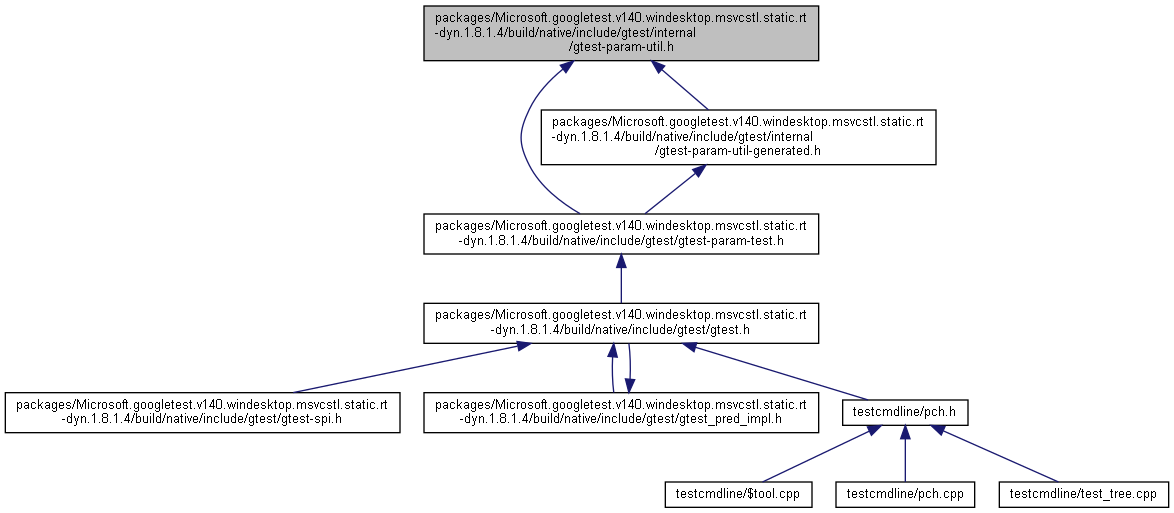 packages/Microsoft.googletest.v140.windesktop.msvcstl.static.rt
-dyn.1.8.1.4/build/native/include/gtest/internal
/gtest-param-util.h
packages/Microsoft.googletest.v140.windesktop.msvcstl.static.rt
-dyn.1.8.1.4/build/native/include/gtest/internal
/gtest-param-util-generated.h
packages/Microsoft.googletest.v140.windesktop.msvcstl.static.rt
-dyn.1.8.1.4/build/native/include/gtest/gtest-param-test.h
packages/Microsoft.googletest.v140.windesktop.msvcstl.static.rt
-dyn.1.8.1.4/build/native/include/gtest/gtest.h
packages/Microsoft.googletest.v140.windesktop.msvcstl.static.rt
-dyn.1.8.1.4/build/native/include/gtest/gtest-spi.h
packages/Microsoft.googletest.v140.windesktop.msvcstl.static.rt
-dyn.1.8.1.4/build/native/include/gtest/gtest_pred_impl.h
testcmdline/pch.h
testcmdline/$tool.cpp
testcmdline/pch.cpp
testcmdline/test_tree.cpp